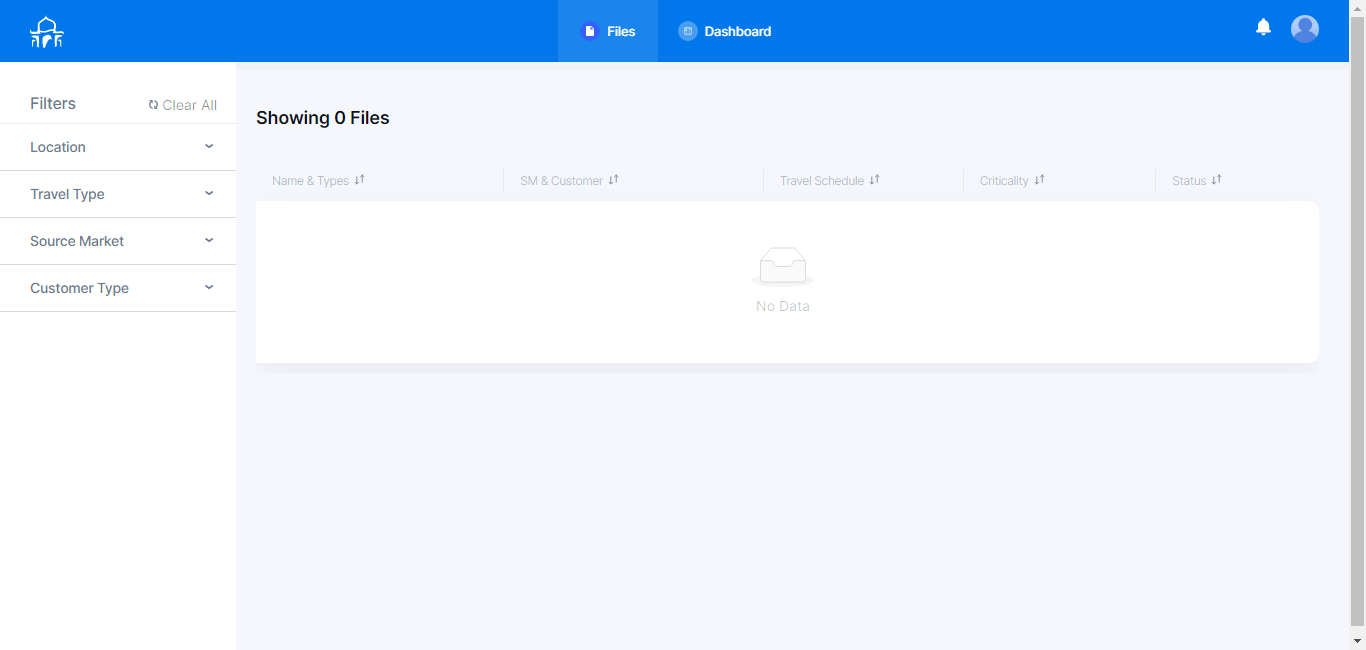 Files
Dashboard
Filters
Clear All
Location
Travel Type
Source Market
Customer Type
Showing 0 Files
Name & Types
SM & Customer
Travel Schedule
Criticality
Status
No Data